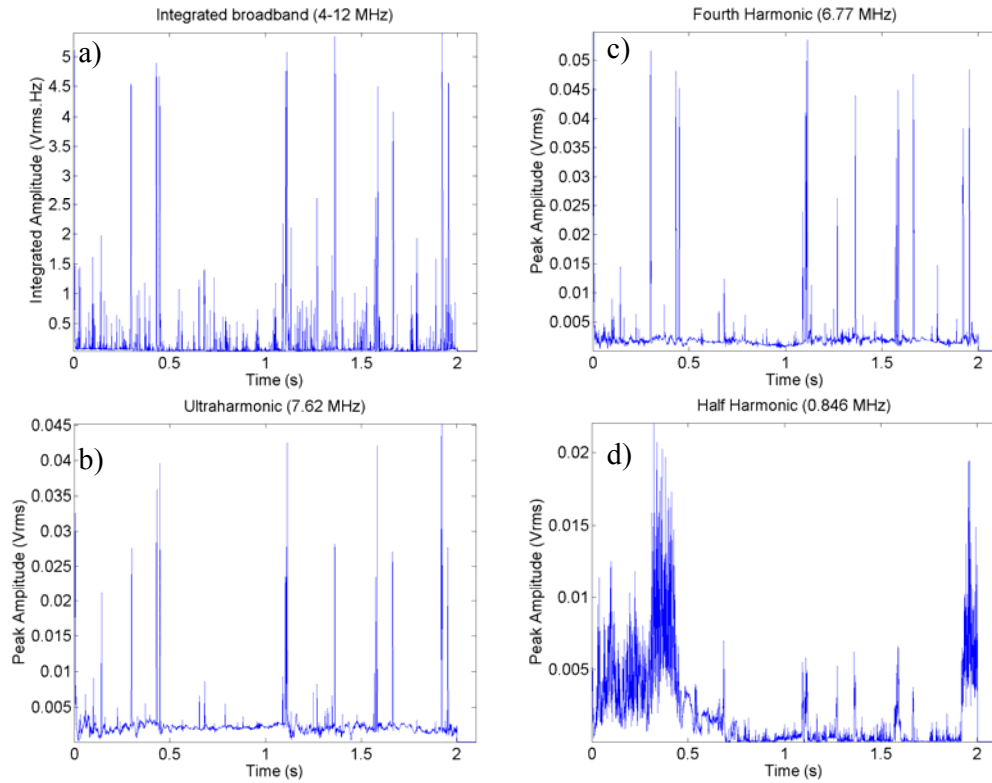 Integrated broadband (4-12 MHz)
a)
Integrated Amplitude (Vrms.Hz)
5
4.5
4
3.5
3
2.5
2
1.5
1
0.5
0 0.5 1 1.5 2
Time (s)
Fourth Harmonic (6.77 MHz)
c)
Peak Amplitude (Vrms)
0.05
0.045
0.04
0.035
0.03
0.025
0.02
0.015
0.01
0.005
0 0.5 1 1.5 2
Time (s)
Ultraharmonic (7.62 MHz)
b)
Peak Amplitude (Vrms)
0.045
0.04
0.035
0.03
0.025
0.02
0.015
0.01
0.005
0 0.5 1 1.5 2
Time (s)
Half Harmonic (0.846 MHz)
d)
Peak Amplitude (Vrms)
0.02
0.015
0.01
0.005
0 0.5 1 1.5 2
Time (s)